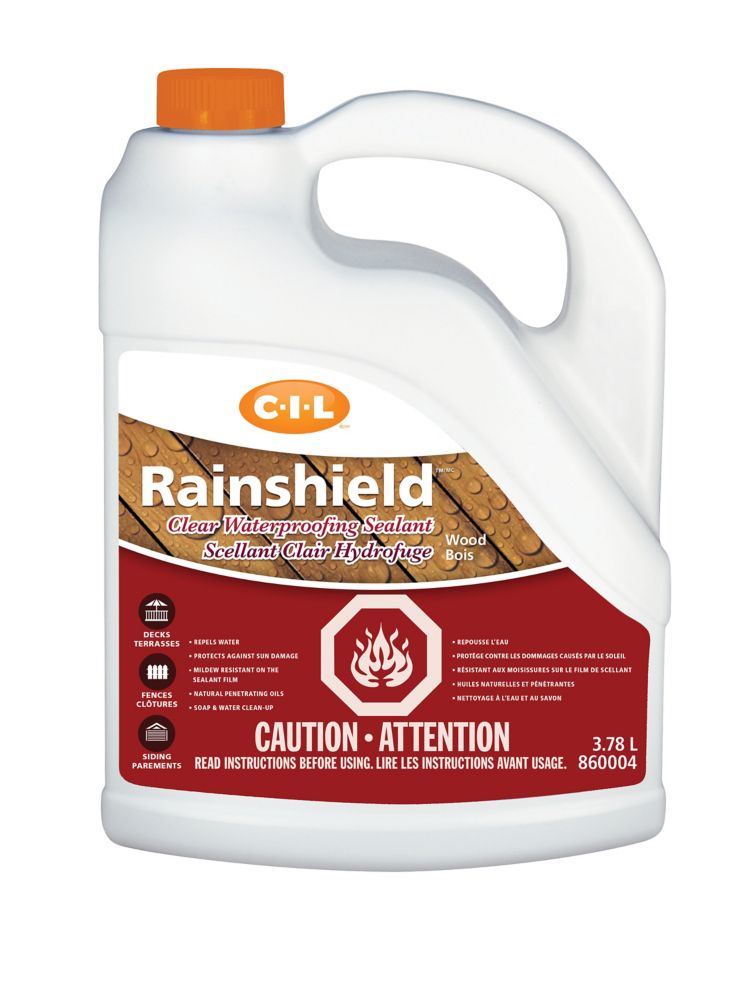 C·I·L
Rainshield™/MC
Clear Waterproofing Sealant
Scellant Clair Hydrofuge
Wood
Bois
DECKS
TERRASSES
FENCES
CLÔTURES
SIDING
PAREMENTS
• REPELS WATER
• PROTECTS AGAINST SUN DAMAGE
• MILDEW RESISTANT ON THE
SEALANT FILM
• NATURAL PENETRATING OILS
• SOAP & WATER CLEAN-UP
• REPOUSSE L'EAU
• PROTÉGE CONTRE LES DOMMAGES CAUSÉS PAR LE SOLEIL
• RÉSISTANT AUX MOISISSURES SUR LE FILM DE SCELLANT
• HUILES NATURELLES ET PÉNÉTRANTES
• NETTOYAGE À L'EAU ET AU SAVON
CAUTION • ATTENTION
READ INSTRUCTIONS BEFORE USING. LIRE LES INSTRUCTIONS AVANT USAGE.
3.78 L
860004